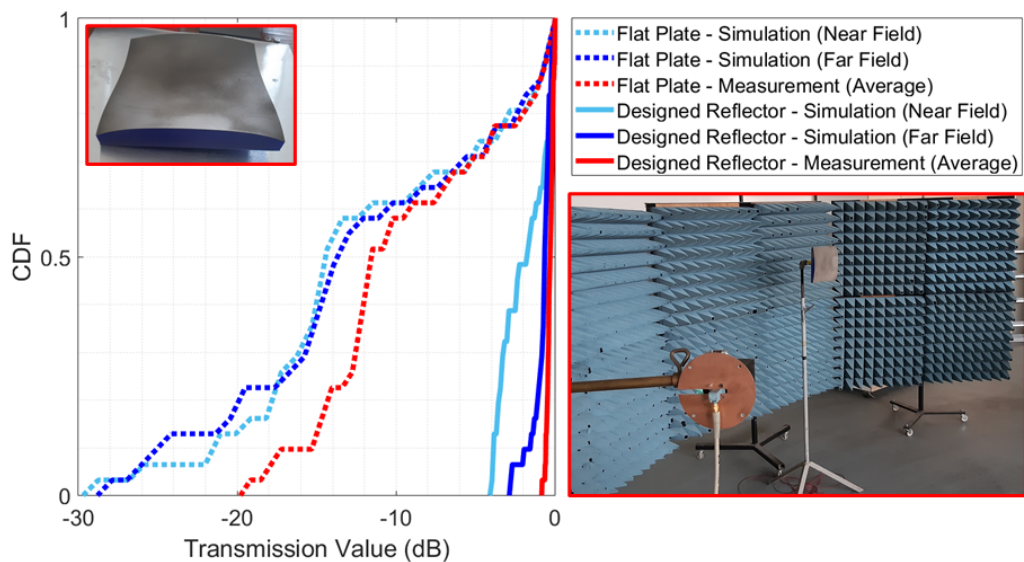 1
0.5
0
CDF
-30
-20
-10
0
Transmission Value (dB)
Flat Plate - Simulation (Near Field)
Flat Plate - Simulation (Far Field)
Flat Plate - Measurement (Average)
Designed Reflector - Simulation (Near Field)
Designed Reflector - Simulation (Far Field)
Designed Reflector - Measurement (Average)